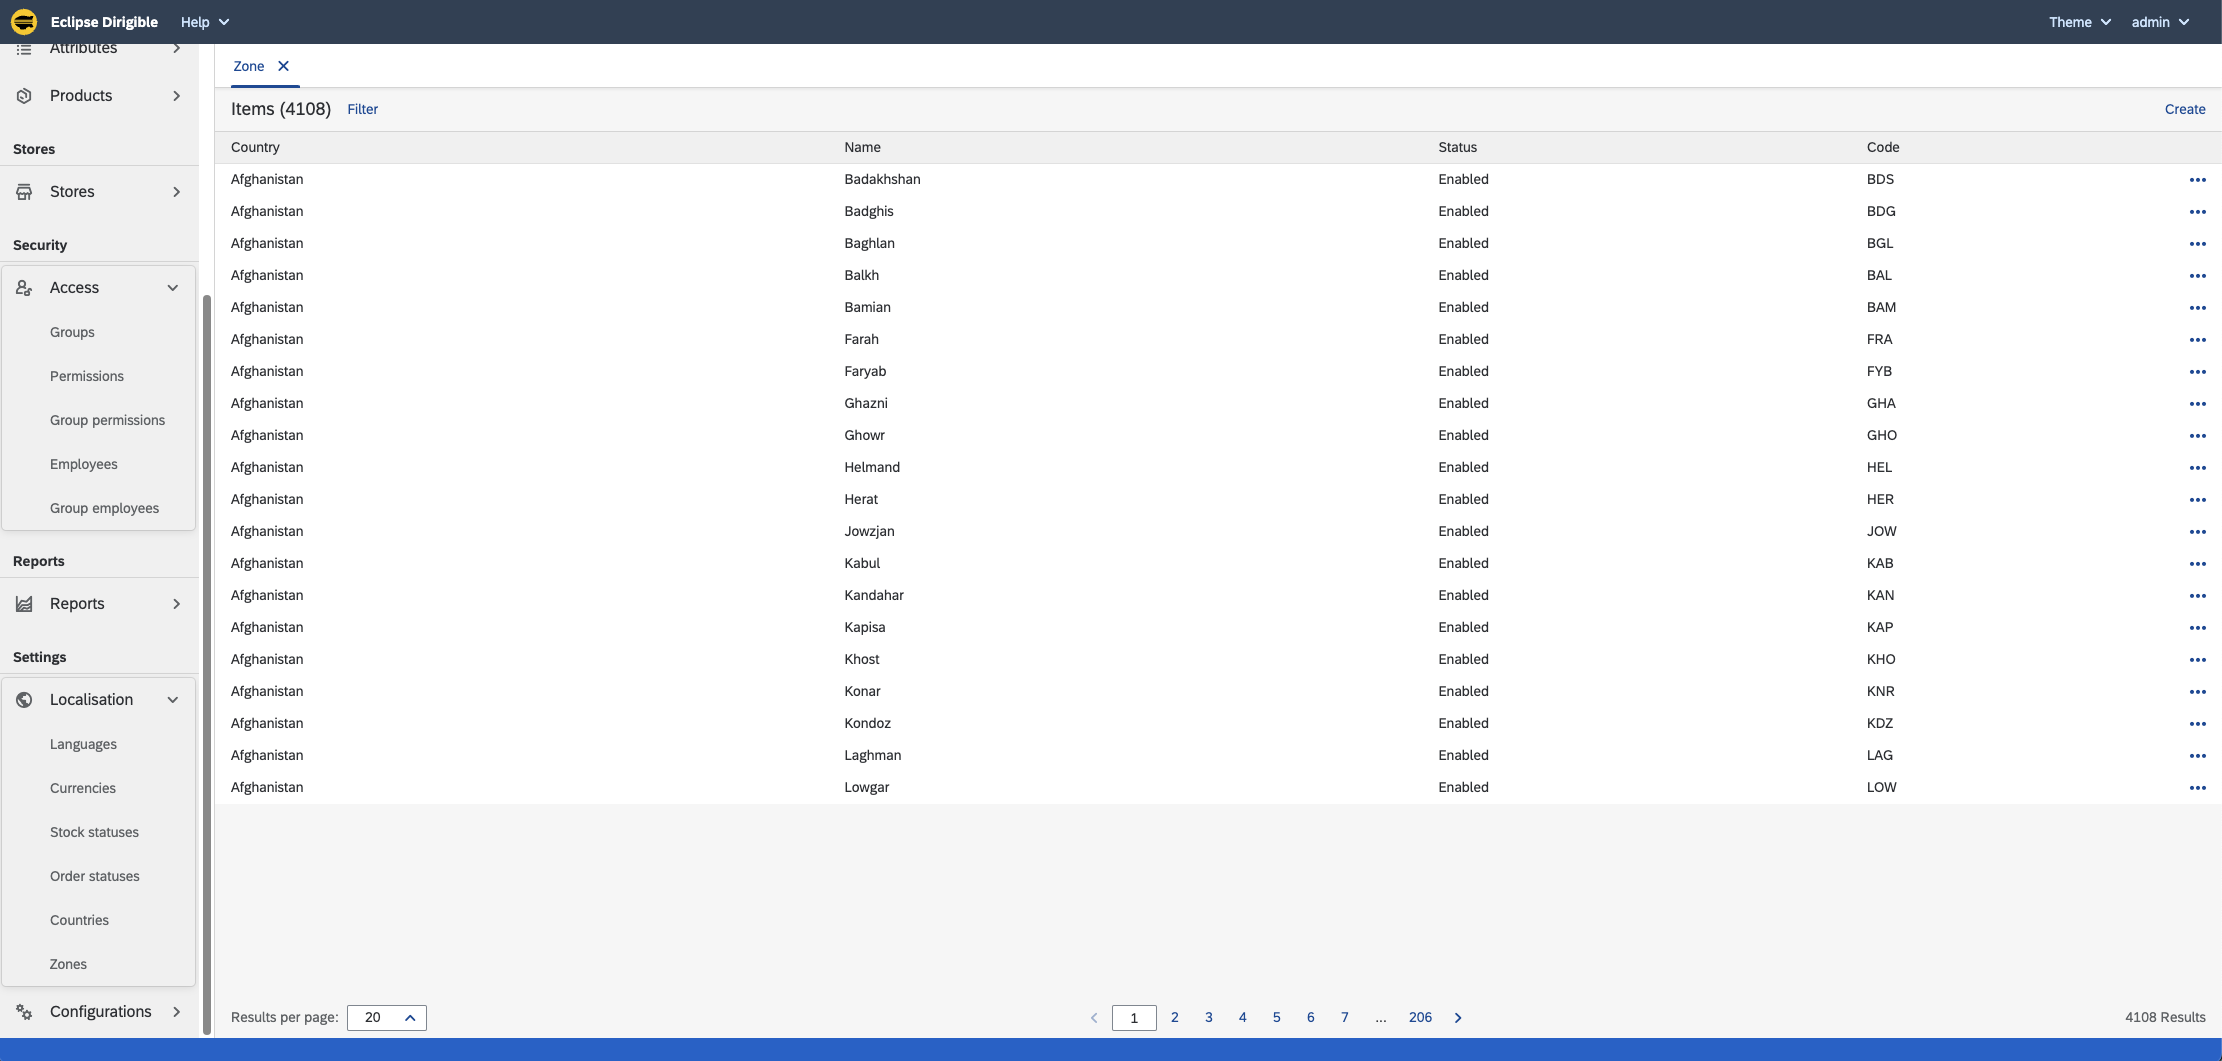 Eclipse Dirigible Help Theme admin
Attributes
Products
Stores
Stores
Security
Access
Groups
Permissions
Group permissions
Employees
Group employees
Reports
Reports
Settings
Localisation
Languages
Currencies
Stock statuses
Order statuses
Countries
Zones
Configurations
Zone
Items (4108) Filter Create
Country Name Status Code
Afghanistan Badakhshan Enabled BDS
Afghanistan Badghis Enabled BDG
Afghanistan Baghlan Enabled BGL
Afghanistan Balkh Enabled BAL
Afghanistan Bamian Enabled BAM
Afghanistan Farah Enabled FRA
Afghanistan Faryab Enabled FYB
Afghanistan Ghazni Enabled GHA
Afghanistan Ghowr Enabled GHO
Afghanistan Helmand Enabled HEL
Afghanistan Herat Enabled HER
Afghanistan Jowzjan Enabled JOW
Afghanistan Kabul Enabled KAB
Afghanistan Kandahar Enabled KAN
Afghanistan Kapisa Enabled KAP
Afghanistan Khost Enabled KHO
Afghanistan Konar Enabled KNR
Afghanistan Kondoz Enabled KDZ
Afghanistan Laghman Enabled LAG
Afghanistan Lowgar Enabled LOW
Results per page: 20 1 2 3 4 5 6 7 ... 206 4108 Results